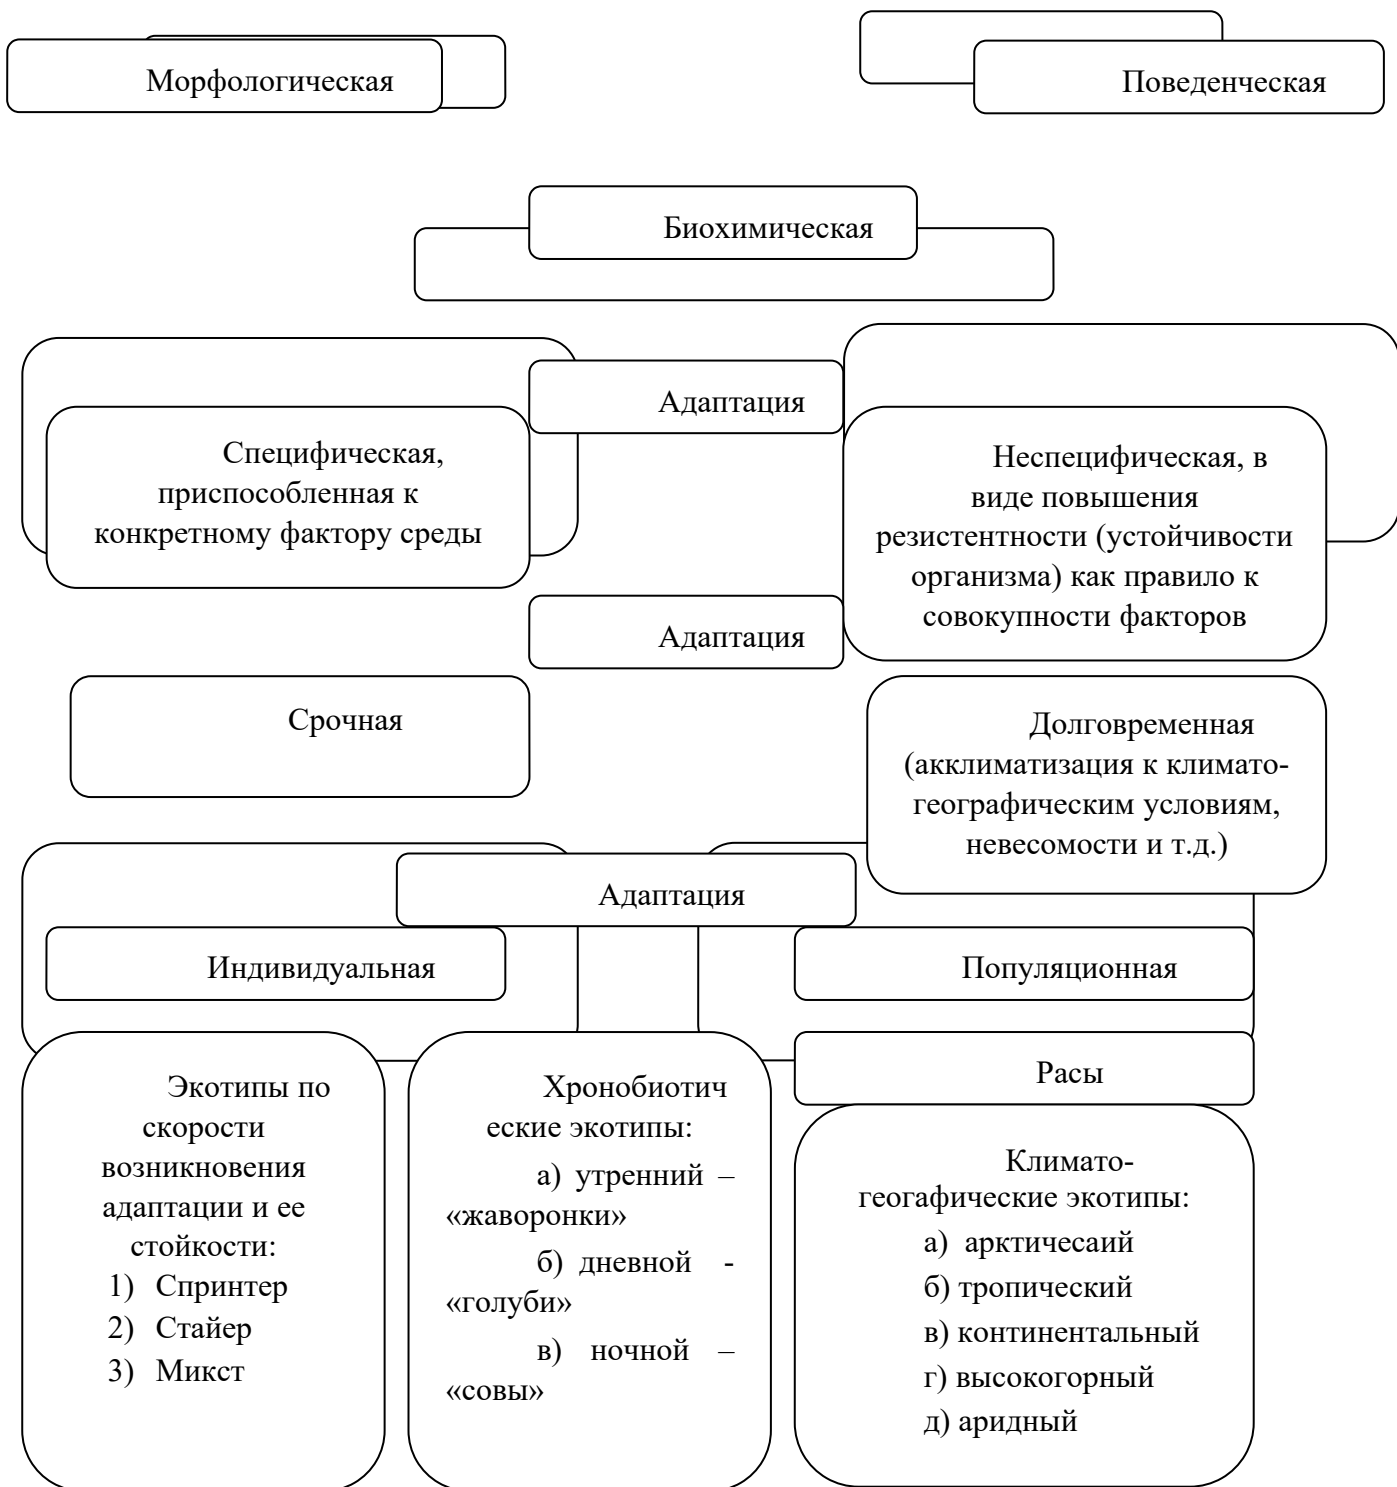 Морфологическая
Поведенческая
Биохимическая
Адаптация
Специфическая,
приспособленная к
конкретному фактору среды
Неспецифическая, в
виде повышения
резистентности (устойчивости
организма) как правило к
совокупности факторов
Адаптация
Срочная
Долговременная
(акклиматизация к климато-
географическим условиям,
невесомости и т.д.)
Адаптация
Индивидуальная
Популяционная
Экотипы по
скорости
возникновения
адаптации и ее
стойкости:
1) Спринтер
2) Стайер
3) Микст
Хронобиотич
еские экотипы:
а) утренний –
«жаворонки»
б) дневной -
«голуби»
в) ночной –
«совы»
Расы
Климато-
геогафические экотипы:
а) арктичесаий
б) тропический
в) континентальный
г) высокогорный
д) аридный